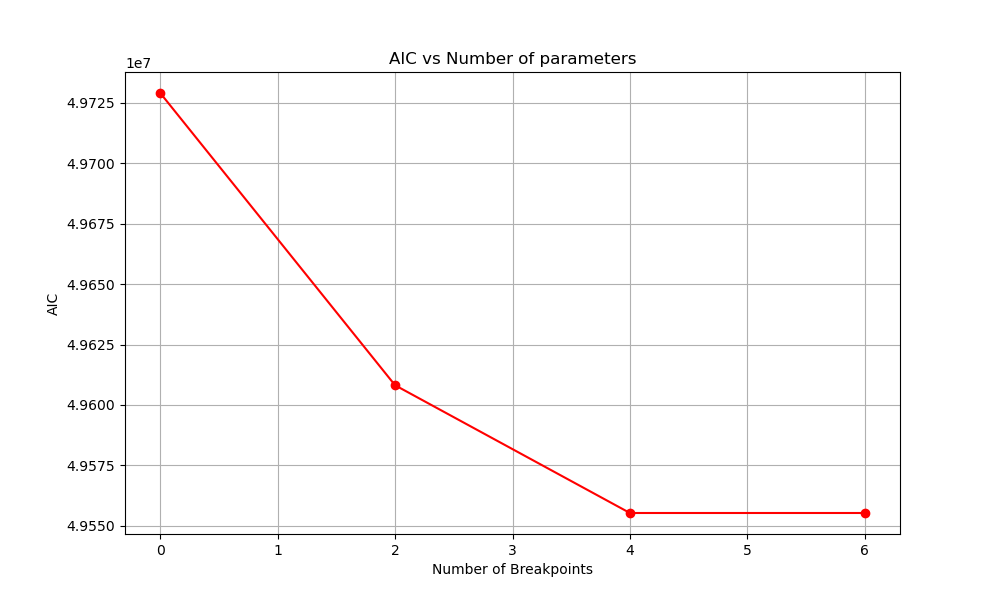 AIC vs Number of parameters
1e7
4.9725
4.9700
4.9675
4.9650
4.9625
4.9600
4.9575
4.9550
AIC
0 1 2 3 4 5 6
Number of Breakpoints